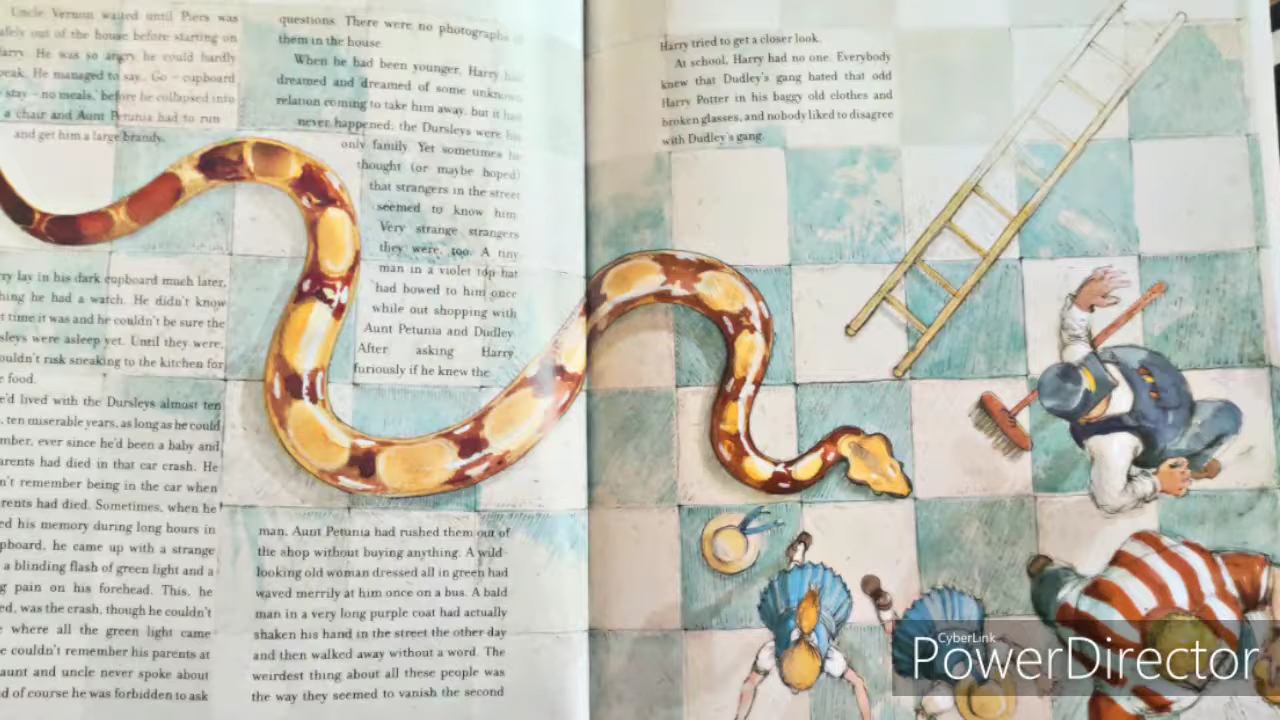 Uncle Vernon waited until Piers was
out of the house before starting on
He was so angry he could hardly
He managed to say, Go – cupboard
stay – no meals,' before he collapsed into
a chair and Aunt Petunia had to run
and get him a large brandy.
lay in his dark cupboard much later,
he had a watch. He didn't know
time it was and he couldn't be sure the
were asleep yet. Until they were,
risk sneaking to the kitchen for
food.
lived with the Dursleys almost ten
ten miserable years, as long as he could
ever since he'd been a baby and
had died in that car crash. He
remember being in the car when
had died. Sometimes, when he
his memory during long hours in
he came up with a strange
a blinding flash of green light and a
pain on his forehead. This, he
was the crash, though he couldn't
where all the green light came
couldn't remember his parents at
aunt and uncle never spoke about
of course he was forbidden to ask
questions. There were no photographs of
them in the house.
When he had been younger, Harry had
dreamed and dreamed of some unknown
relation coming to take him away, but it had
never happened; the Dursleys were his
only family. Yet sometimes he
thought (or maybe hoped)
that strangers in the street
seemed to know him.
Very strange strangers
they were, too. A tiny
man in a violet top hat
had bowed to him once
while out shopping with
Aunt Petunia and Dudley.
After asking Harry
furiously if he knew the
man, Aunt Petunia had rushed them out of
the shop without buying anything. A wild-
looking old woman dressed all in green had
waved merrily at him once on a bus. A bald
man in a very long purple coat had actually
shaken his hand in the street the other day
and then walked away without a word. The
weirdest thing about all these people was
the way they seemed to vanish the second
Harry tried to get a closer look.
At school, Harry had no one. Everybody
knew that Dudley's gang hated that odd
Harry Potter in his baggy old clothes and
broken glasses, and nobody liked to disagree
with Dudley's gang.
CyberLink
PowerDirector